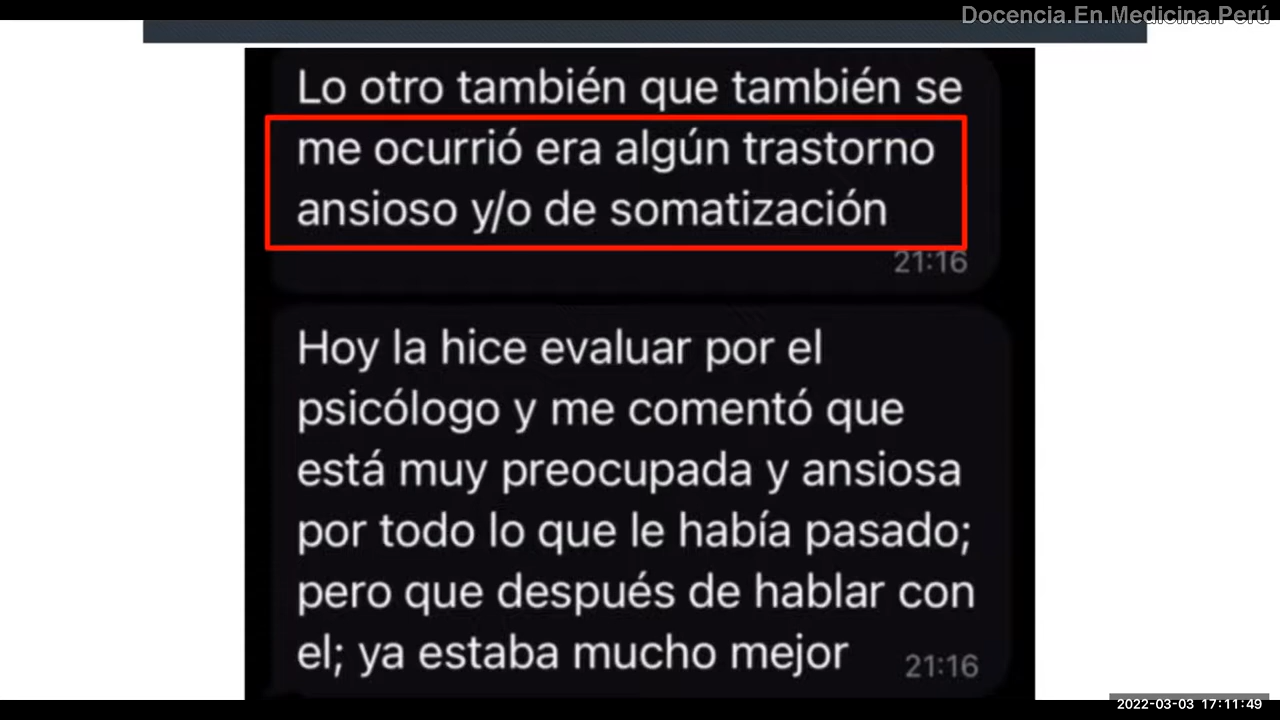 Docencia.En.Medicina.Perú
Lo otro también que también se
me ocurrió era algún trastorno
ansioso y/o de somatización
21:16
Hoy la hice evaluar por el
psicólogo y me comentó que
está muy preocupada y ansiosa
por todo lo que le había pasado;
pero que después de hablar con
el; ya estaba mucho mejor
21:16
2022-03-03 17:11:49